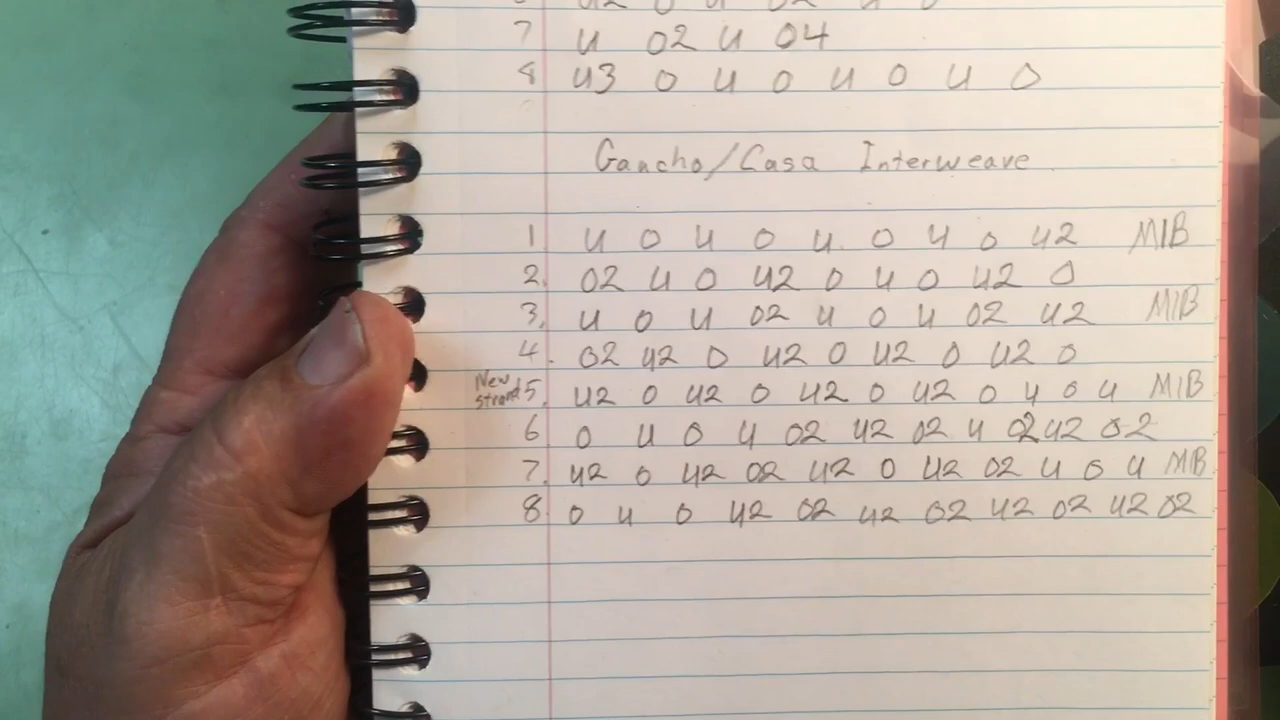 7 U O2 U O4
8 U3 O U O U O U O
Gaucho/Casa Interweave
1. U O U O U O U O U2 MIB
2. O2 U O U2 O U O U2 O
3. U O U O2 U O U O2 U2 MIB
4. O2 U2 O U2 O U2 O U2 O
New strand 5. U2 O U2 O U2 O U2 O U O U MIB
6 O U O U O2 U2 O2 U O2 U2 O2
7. U2 O U2 O2 U2 O U2 O2 U O U MIB
8. O U O U2 O2 U2 O2 U2 O2 U2 O2